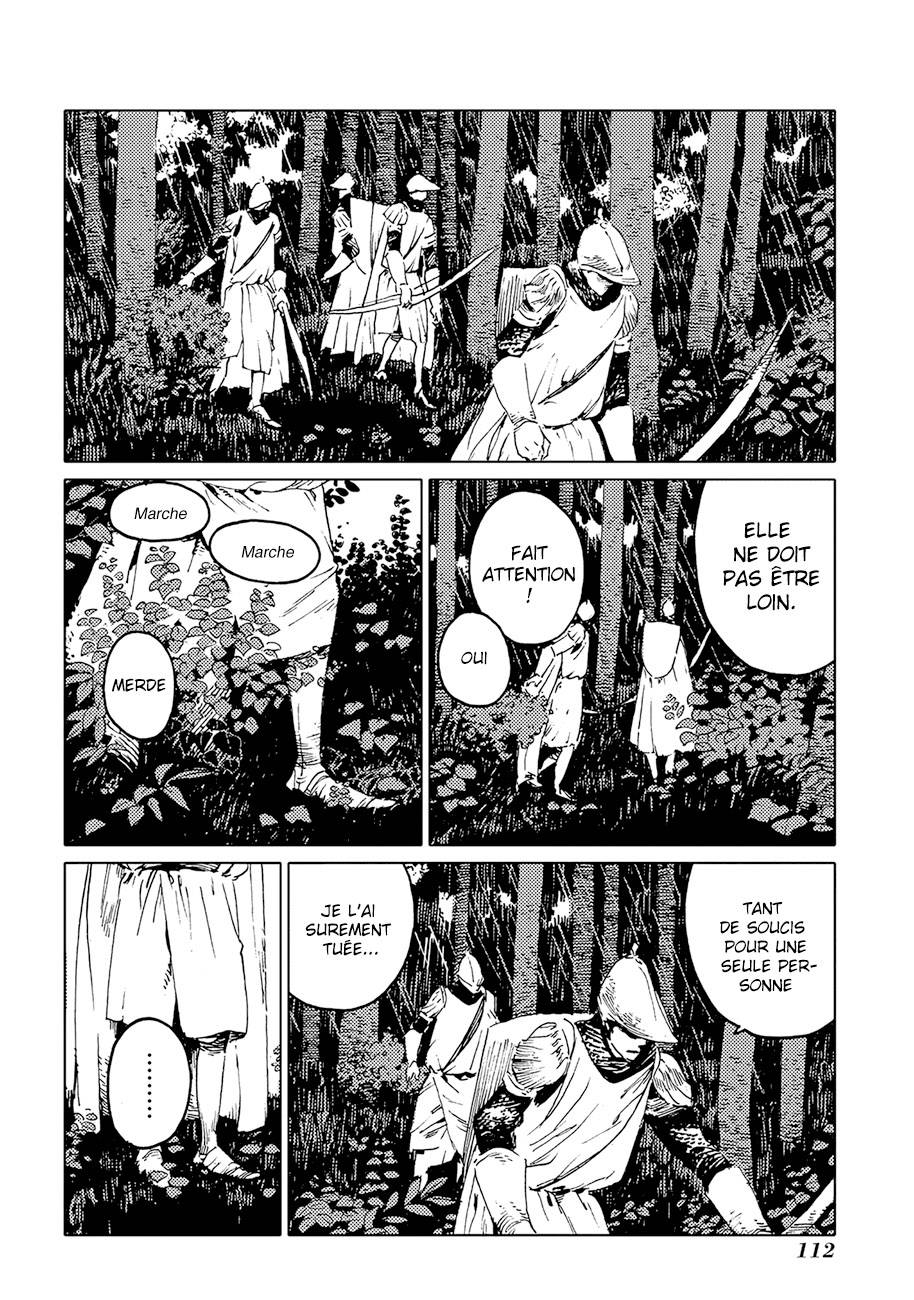 ELLE
NE DOIT
PAS ÊTRE
LOIN.
FAIT
ATTENTION
!
OUI
Marche
Marche
MERDE
TANT
DE SOUCIS
POUR UNE
SEULE PER-
SONNE
JE L'AI
SUREMENT
TUÉE...
........
112